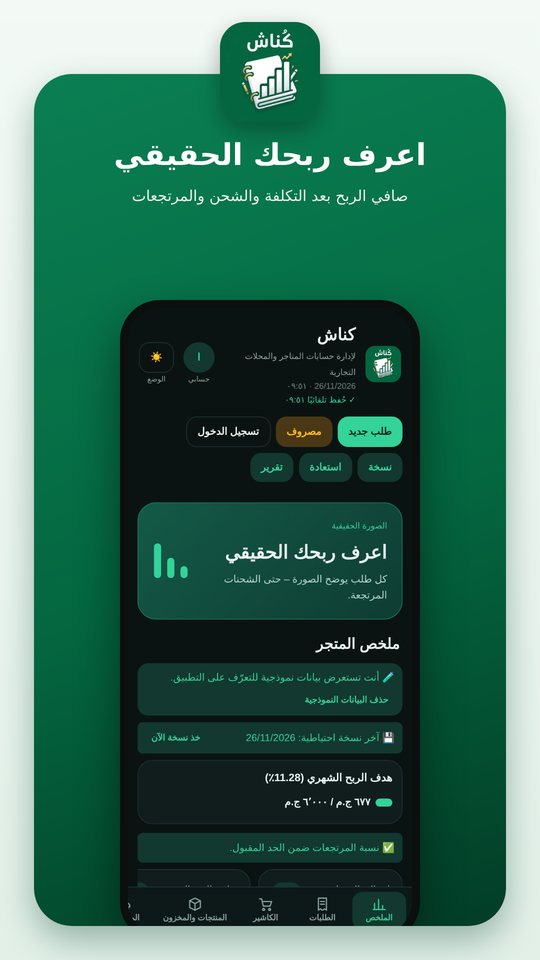 كُناش
اعرف ربحك الحقيقي
صافي الربح بعد التكلفة والشحن والمرتجعات
كناش
لإدارة حسابات المتاجر والمحلات
التجارية
26/11/2026 · ٠٩:٥١
✓ حُفظ تلقائيًا ٠٩:٥١
كُناش
ا
حسابي
☀️
الوضع
طلب جديد
مصروف
تسجيل الدخول
نسخة
استعادة
تقرير
الصورة الحقيقية
اعرف ربحك الحقيقي
كل طلب يوضح الصورة – حتى الشحنات
المرتجعة.
ملخص المتجر
🧪 أنت تستعرض بيانات نموذجية للتعرّف على التطبيق.
حذف البيانات النموذجية
💾 آخر نسخة احتياطية: 26/11/2026
خذ نسخة الآن
هدف الربح الشهري (11.28٪)
٦٧٧ ج.م / ٦٬٠٠٠ ج.م
✅ نسبة المرتجعات ضمن الحد المقبول.
الملخص
الطلبات
الكاشير
المنتجات والمخزون